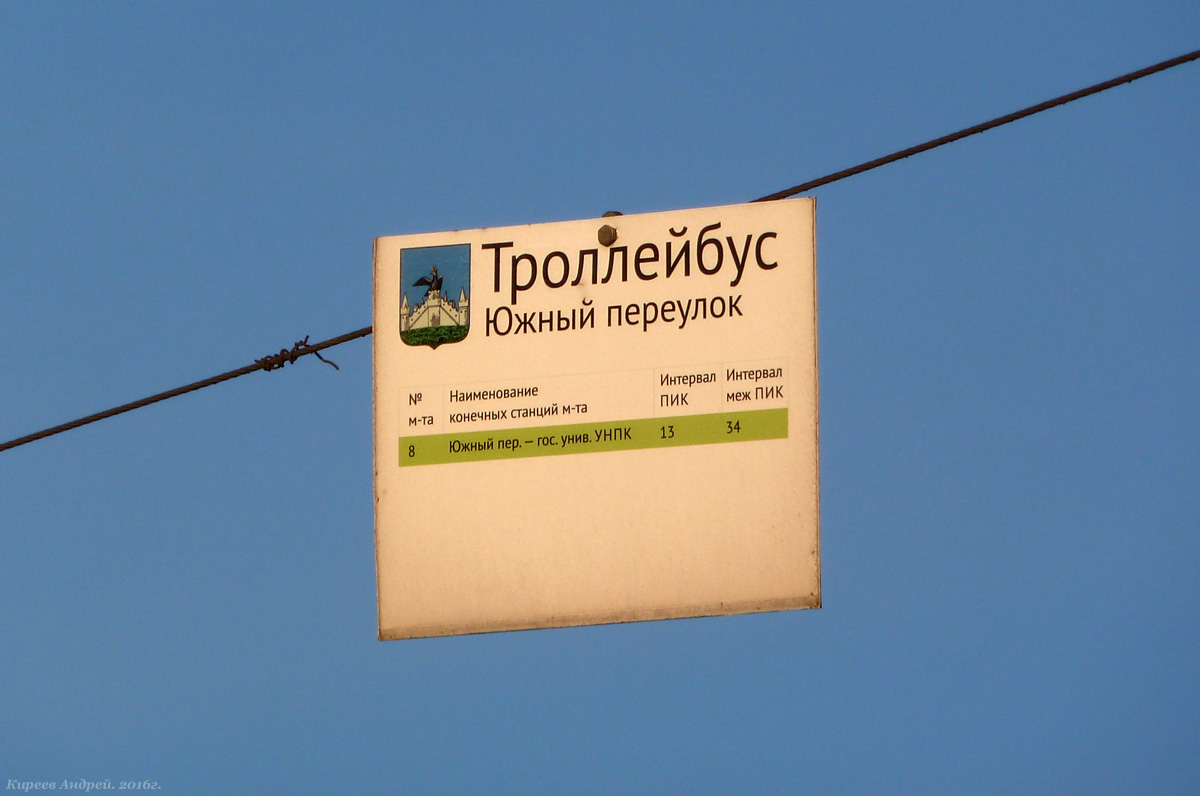 Троллейбус
Южный переулок
№ м-та
Наименование конечных станций м-та
Интервал ПИК
Интервал меж ПИК
8 Южный пер. – гос. унив. УНПК 13 34
Киреев Андрей. 2016г.